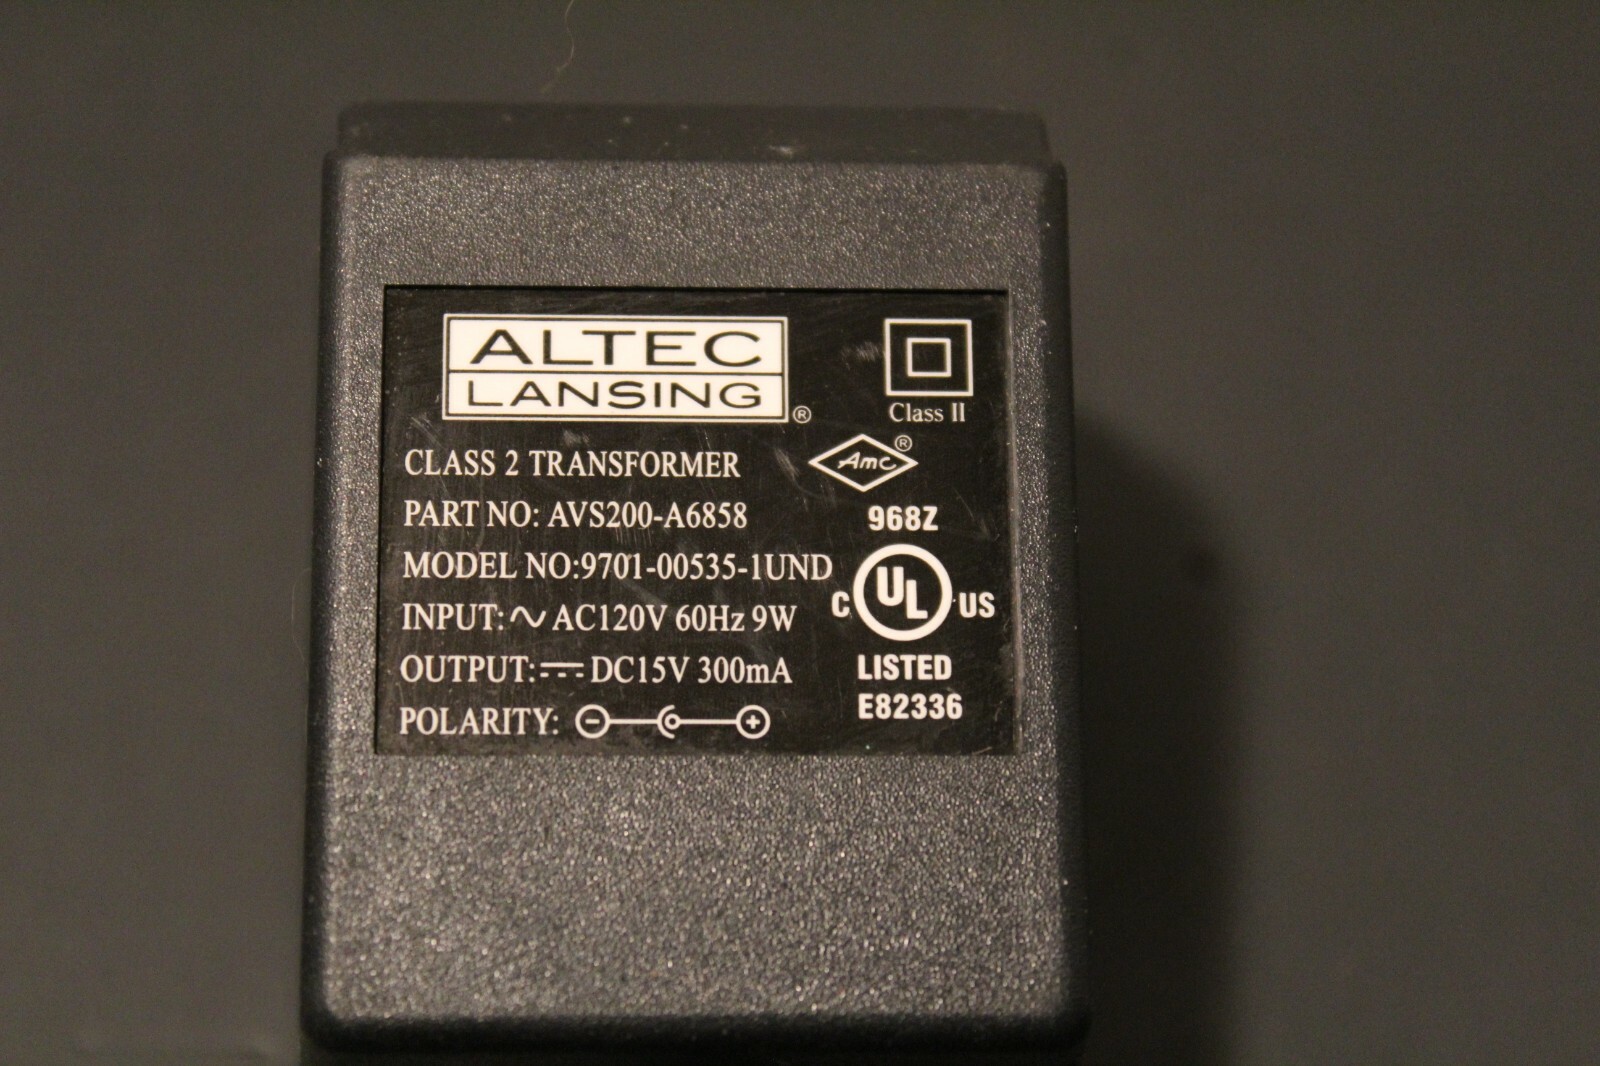 ALTEC
LANSING®
Class II
CLASS 2 TRANSFORMER
Amc®
PART NO: AVS200-A6858
968Z
MODEL NO:9701-00535-1UND
INPUT:∿AC120V 60Hz 9W
C UL US
OUTPUT:⎓DC15V 300mA
LISTED
E82336
POLARITY: - +